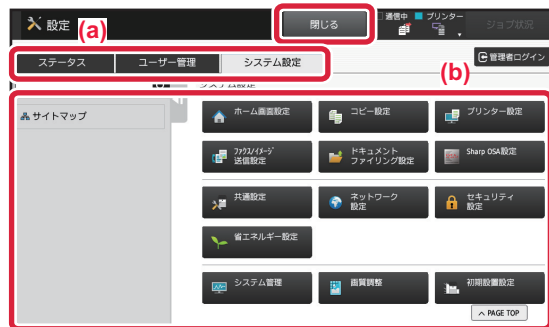 設定
(a)
閉じる
通信中
プリンター
ジョブ状況
ステータス
ユーザー管理
システム設定
管理者ログイン
(b)
システム設定
サイトマップ
ホーム画面設定
コピー設定
プリンター設定
ﾌｧｸｽ/ｲﾒｰｼﾞ
送信設定
ドキュメント
ファイリング設定
Sharp OSA設定
共通設定
ネットワーク
設定
セキュリティ
設定
省エネルギー設定
システム管理
画質調整
初期設置設定
PAGE TOP